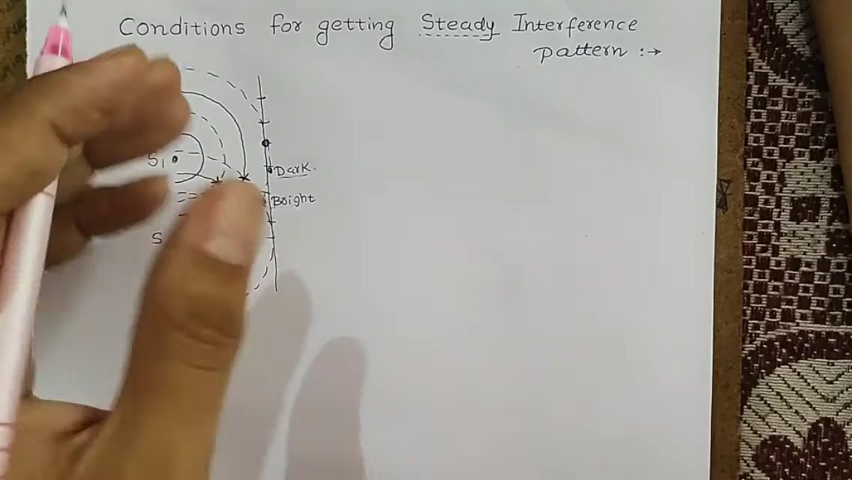 Conditions for getting Steady Interference
pattern :→
S₁
Dark.
Bright
S